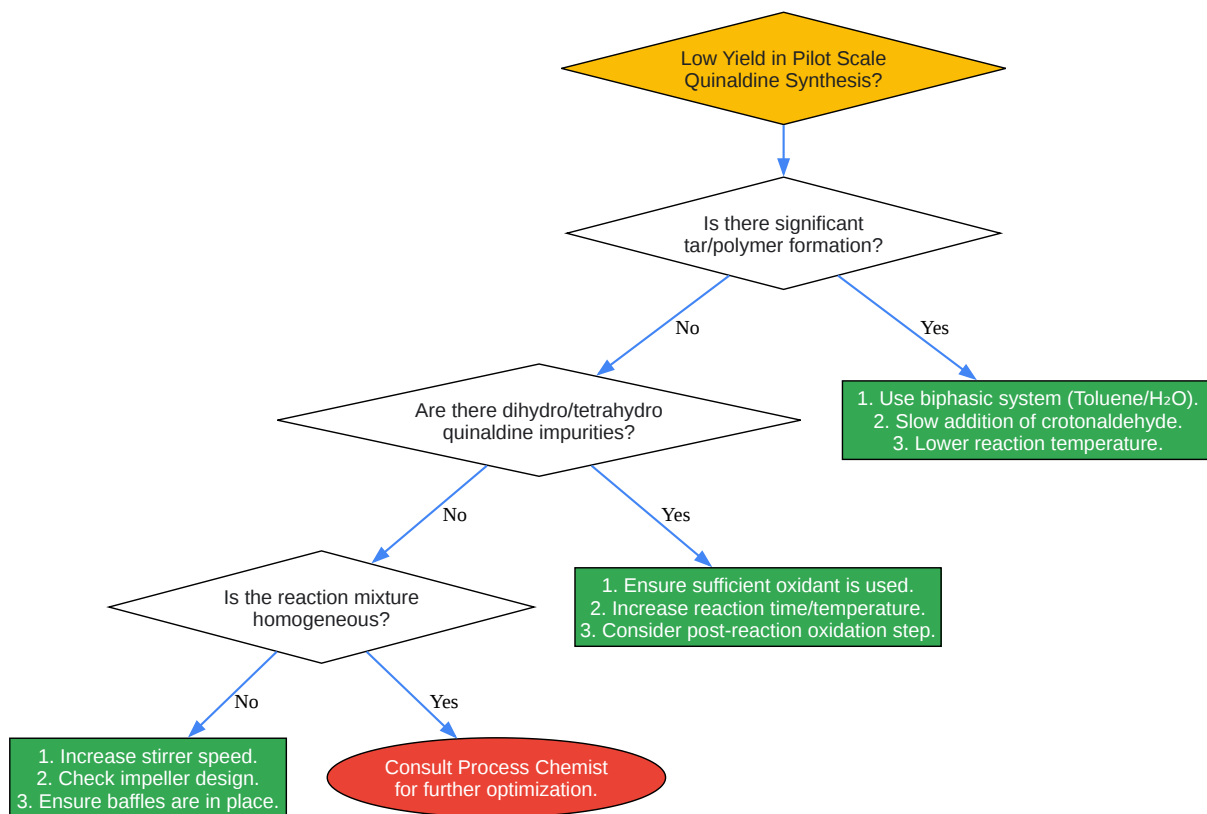 Low Yield in Pilot Scale
Quinaldine Synthesis?
Is there significant
tar/polymer formation?
No
Yes
Are there dihydro/tetrahydro
quinaldine impurities?
1. Use biphasic system (Toluene/H₂O).
2. Slow addition of crotonaldehyde.
3. Lower reaction temperature.
No
Yes
Is the reaction mixture
homogeneous?
1. Ensure sufficient oxidant is used.
2. Increase reaction time/temperature.
3. Consider post-reaction oxidation step.
No
Yes
1. Increase stirrer speed.
2. Check impeller design.
3. Ensure baffles are in place.
Consult Process Chemist
for further optimization.